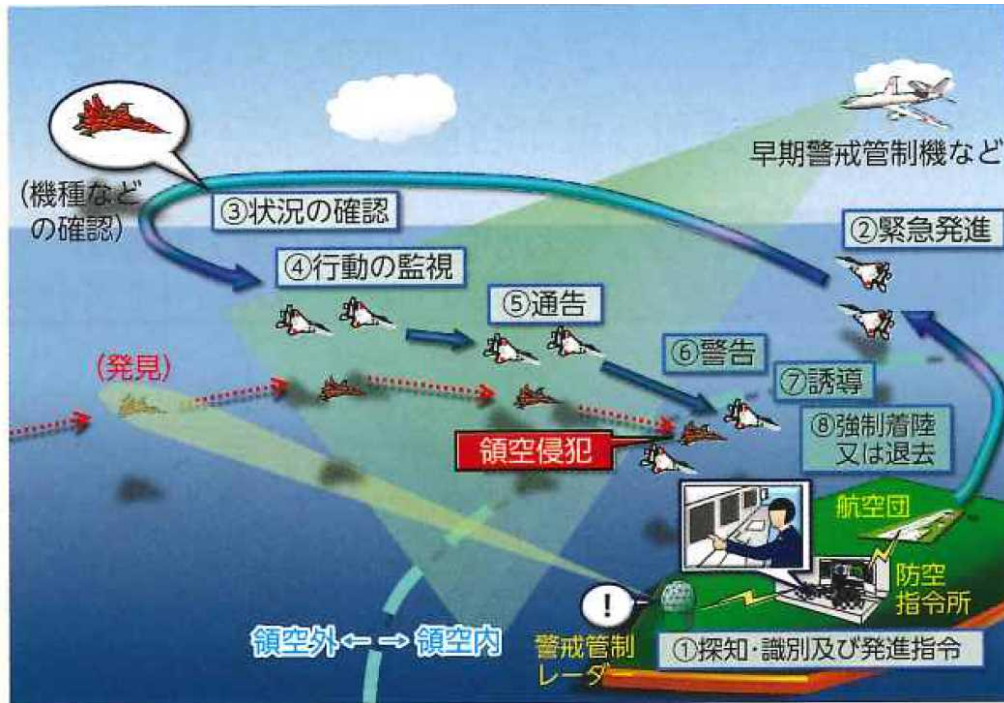 早期警戒管制機など
(機種など
の確認)
③状況の確認
②緊急発進
④行動の監視
⑤通告
(発見)
⑥警告
⑦誘導
領空侵犯
⑧強制着陸
又は退去
航空団
防空
指令所
!
領空外←→領空内
警戒管制
レーダー
①探知・識別及び発進指令